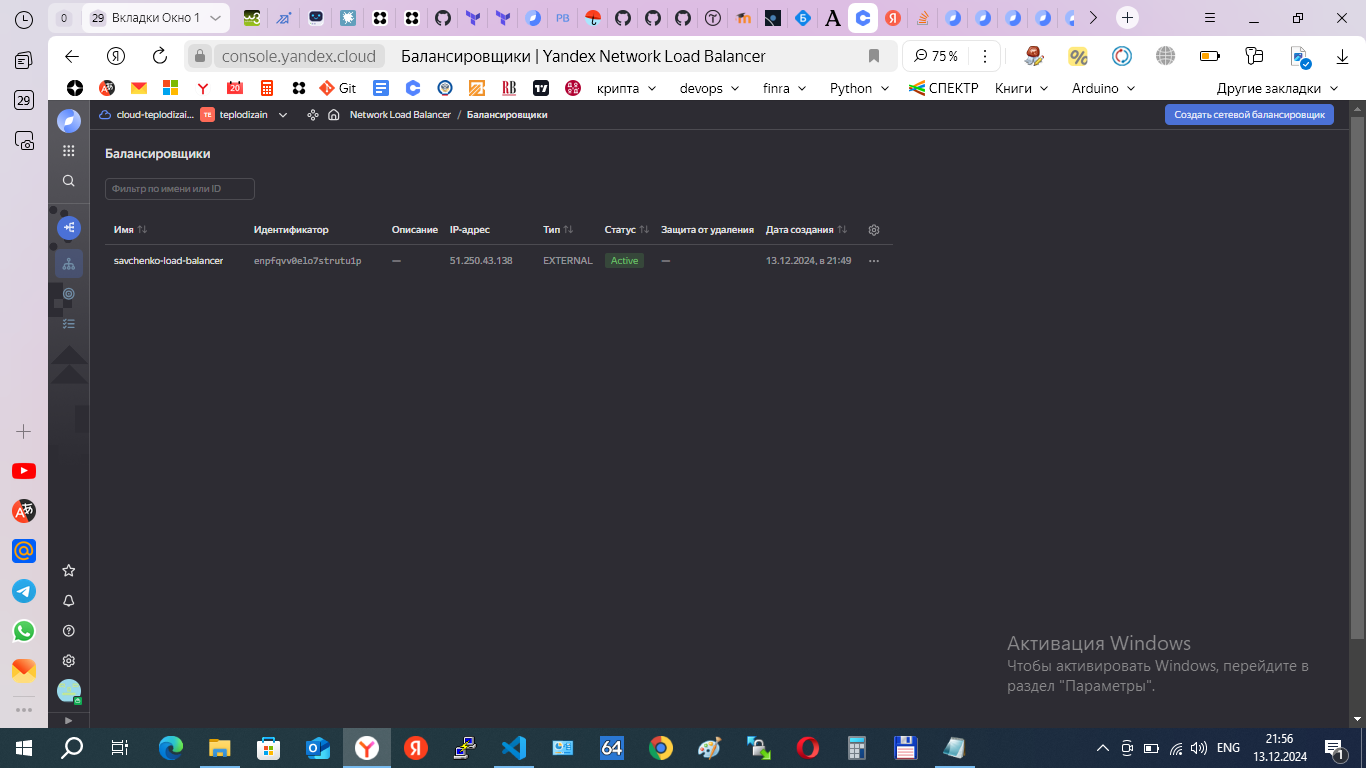 0
29 Вкладки Окно 1
console.yandex.cloud Балансировщики | Yandex Network Load Balancer 75 %
29
Git крипта devops finra Python СПЕКТР Книги Arduino Другие закладки
cloud-teplodizai... TE teplodizain Network Load Balancer / Балансировщики Создать сетевой балансировщик
Балансировщики
Фильтр по имени или ID
Имя Идентификатор Описание IP-адрес Тип Статус Защита от удаления Дата создания
savchenko-load-balancer enpfqvv0elo7strutu1p — 51.250.43.138 EXTERNAL Active — 13.12.2024, в 21:49
Активация Windows
Чтобы активировать Windows, перейдите в
раздел "Параметры".
64
ENG
21:56
13.12.2024
1